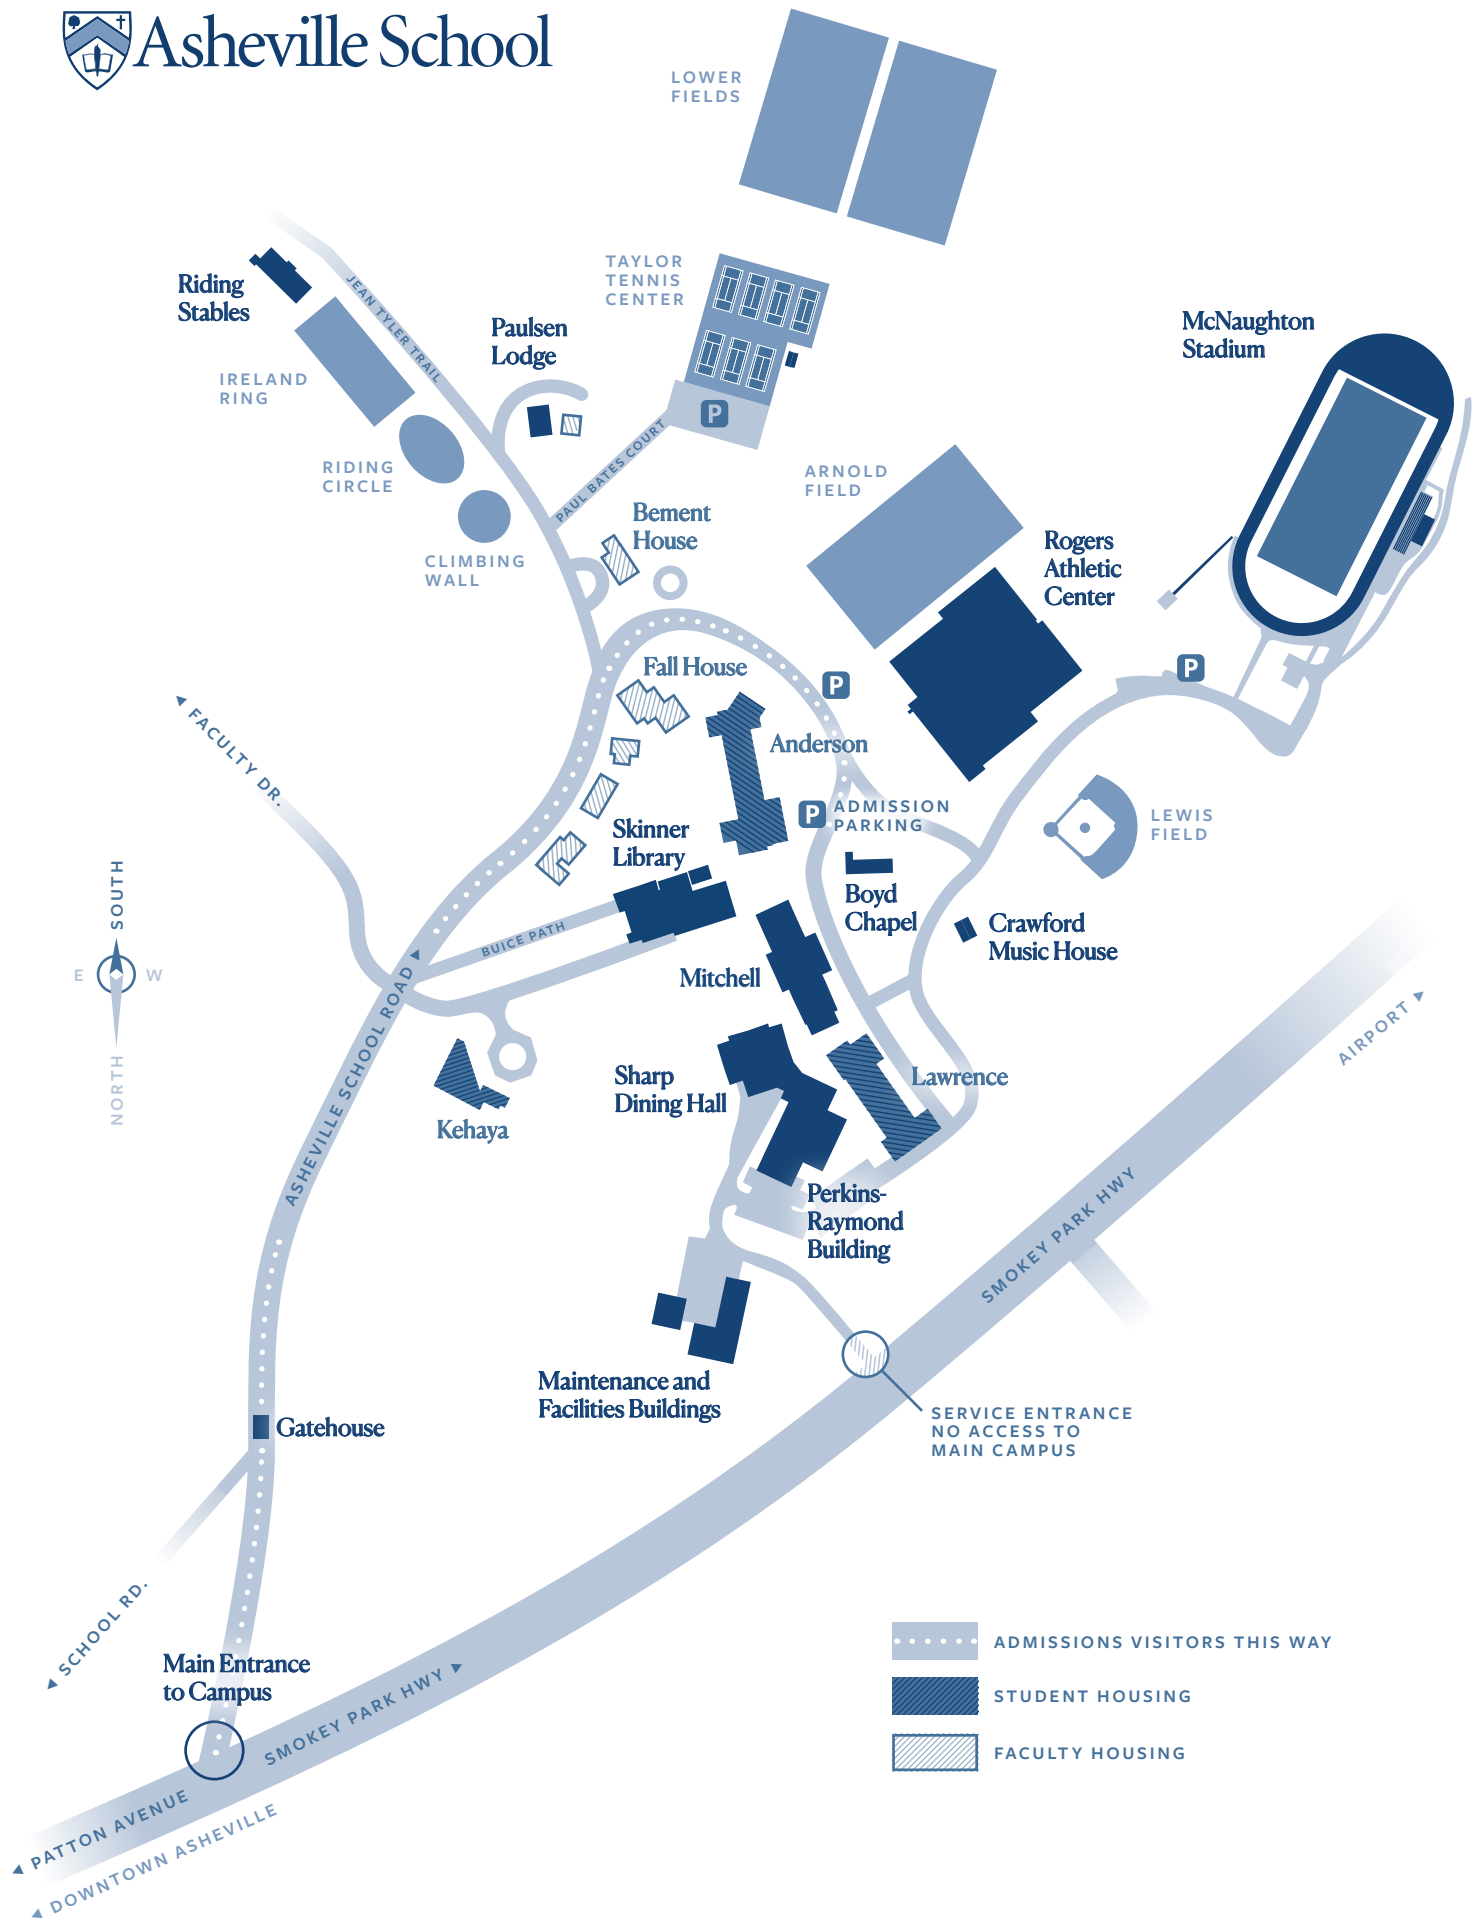 Asheville School
LOWER
FIELDS
TAYLOR
TENNIS
CENTER
Riding
Stables
JEAN TYLER TRAIL
Paulsen
Lodge
McNaughton
Stadium
IRELAND
RING
P
PAUL BATES COURT
RIDING
CIRCLE
ARNOLD
FIELD
Bement
House
CLIMBING
WALL
Rogers
Athletic
Center
Fall House
P
P
FACULTY DR.
Anderson
P
ADMISSION
PARKING
LEWIS
FIELD
Skinner
Library
Boyd
Chapel
BUICE PATH
Crawford
Music House
SOUTH
E
W
NORTH
Mitchell
ASHEVILLE SCHOOL ROAD
AIRPORT
Kehaya
Sharp
Dining Hall
Lawrence
Perkins-
Raymond
Building
SMOKEY PARK HWY
Maintenance and
Facilities Buildings
Gatehouse
SERVICE ENTRANCE
NO ACCESS TO
MAIN CAMPUS
SCHOOL RD.
Main Entrance
to Campus
SMOKEY PARK HWY
PATTON AVENUE
DOWNTOWN ASHEVILLE
ADMISSIONS VISITORS THIS WAY
STUDENT HOUSING
FACULTY HOUSING